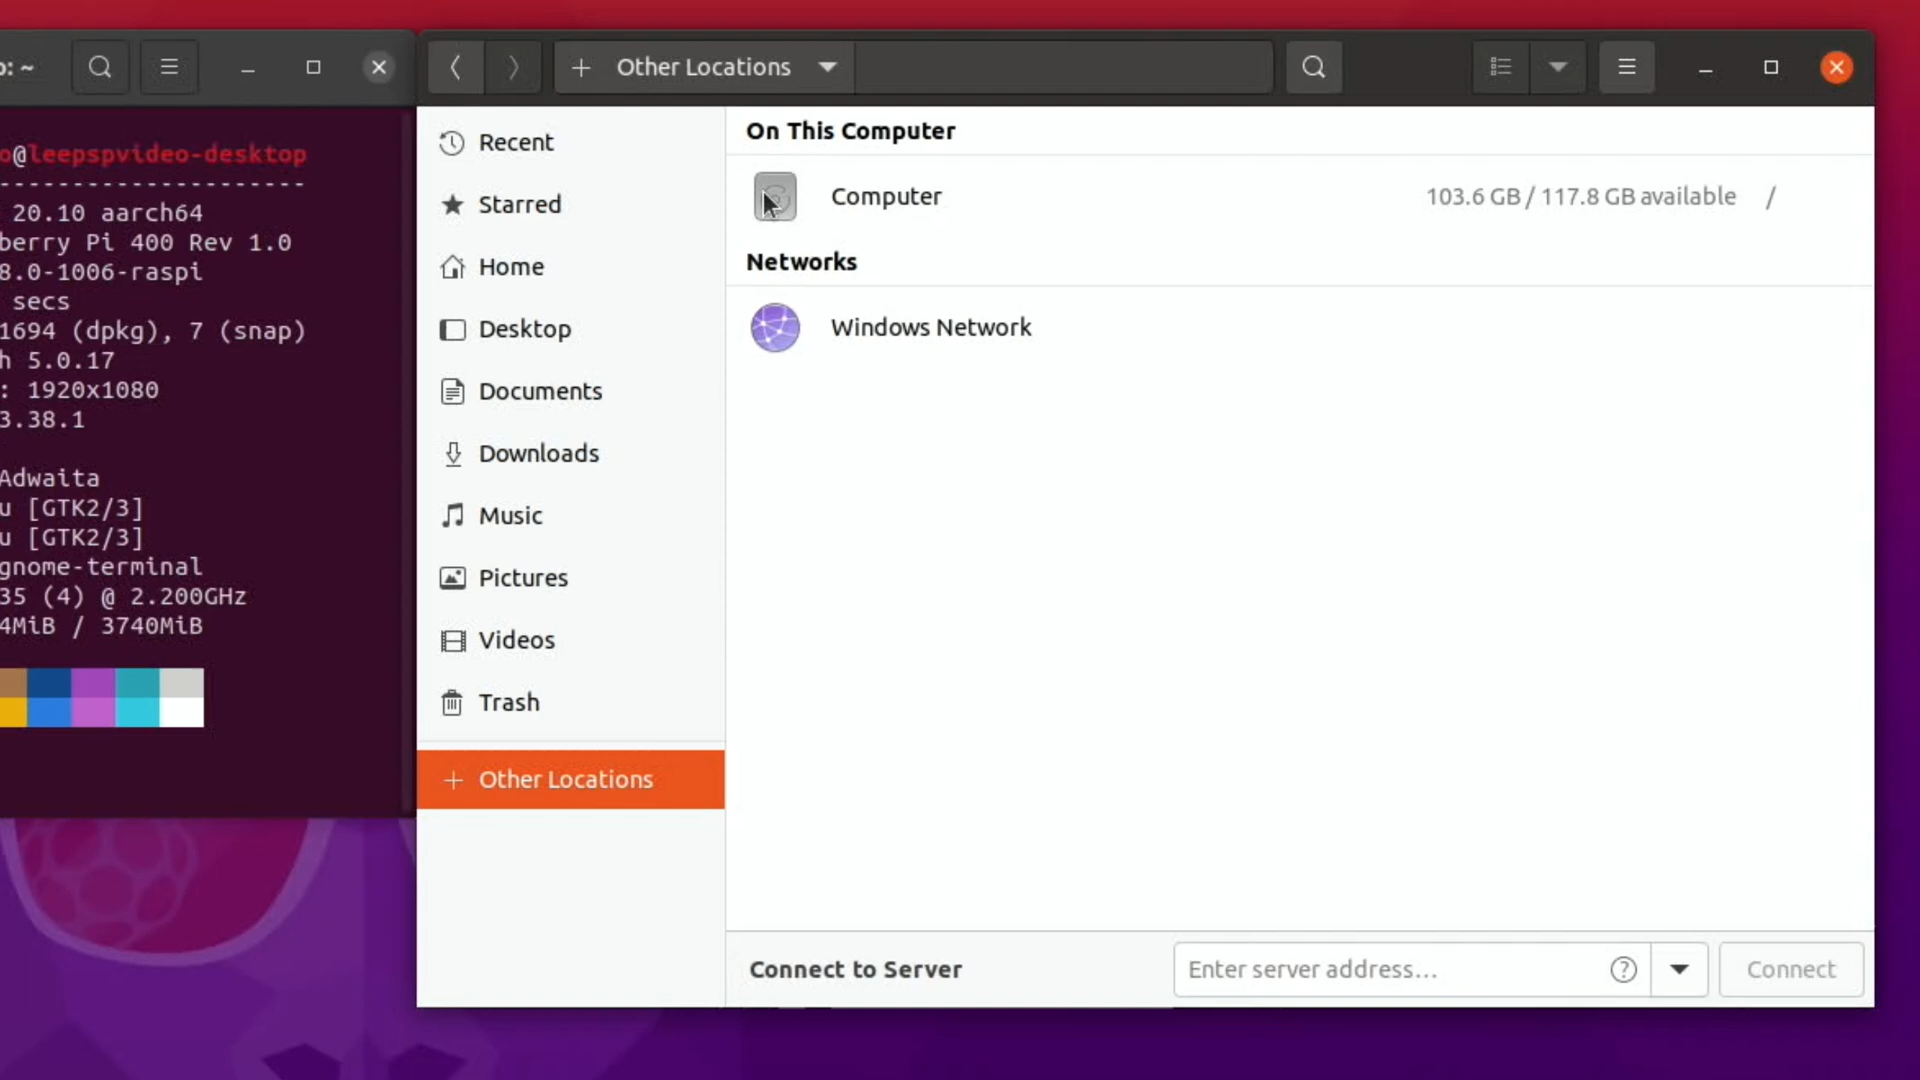 o: ~
o@leepspvideo-desktop
---------------------
20.10 aarch64
berry Pi 400 Rev 1.0
8.0-1006-raspi
secs
1694 (dpkg), 7 (snap)
h 5.0.17
: 1920x1080
3.38.1
Adwaita
u [GTK2/3]
u [GTK2/3]
gnome-terminal
35 (4) @ 2.200GHz
4MiB / 3740MiB
Other Locations
Recent
Starred
Home
Desktop
Documents
Downloads
Music
Pictures
Videos
Trash
+ Other Locations
On This Computer
Computer 103.6 GB / 117.8 GB available /
Networks
Windows Network
Connect to Server Enter server address... Connect